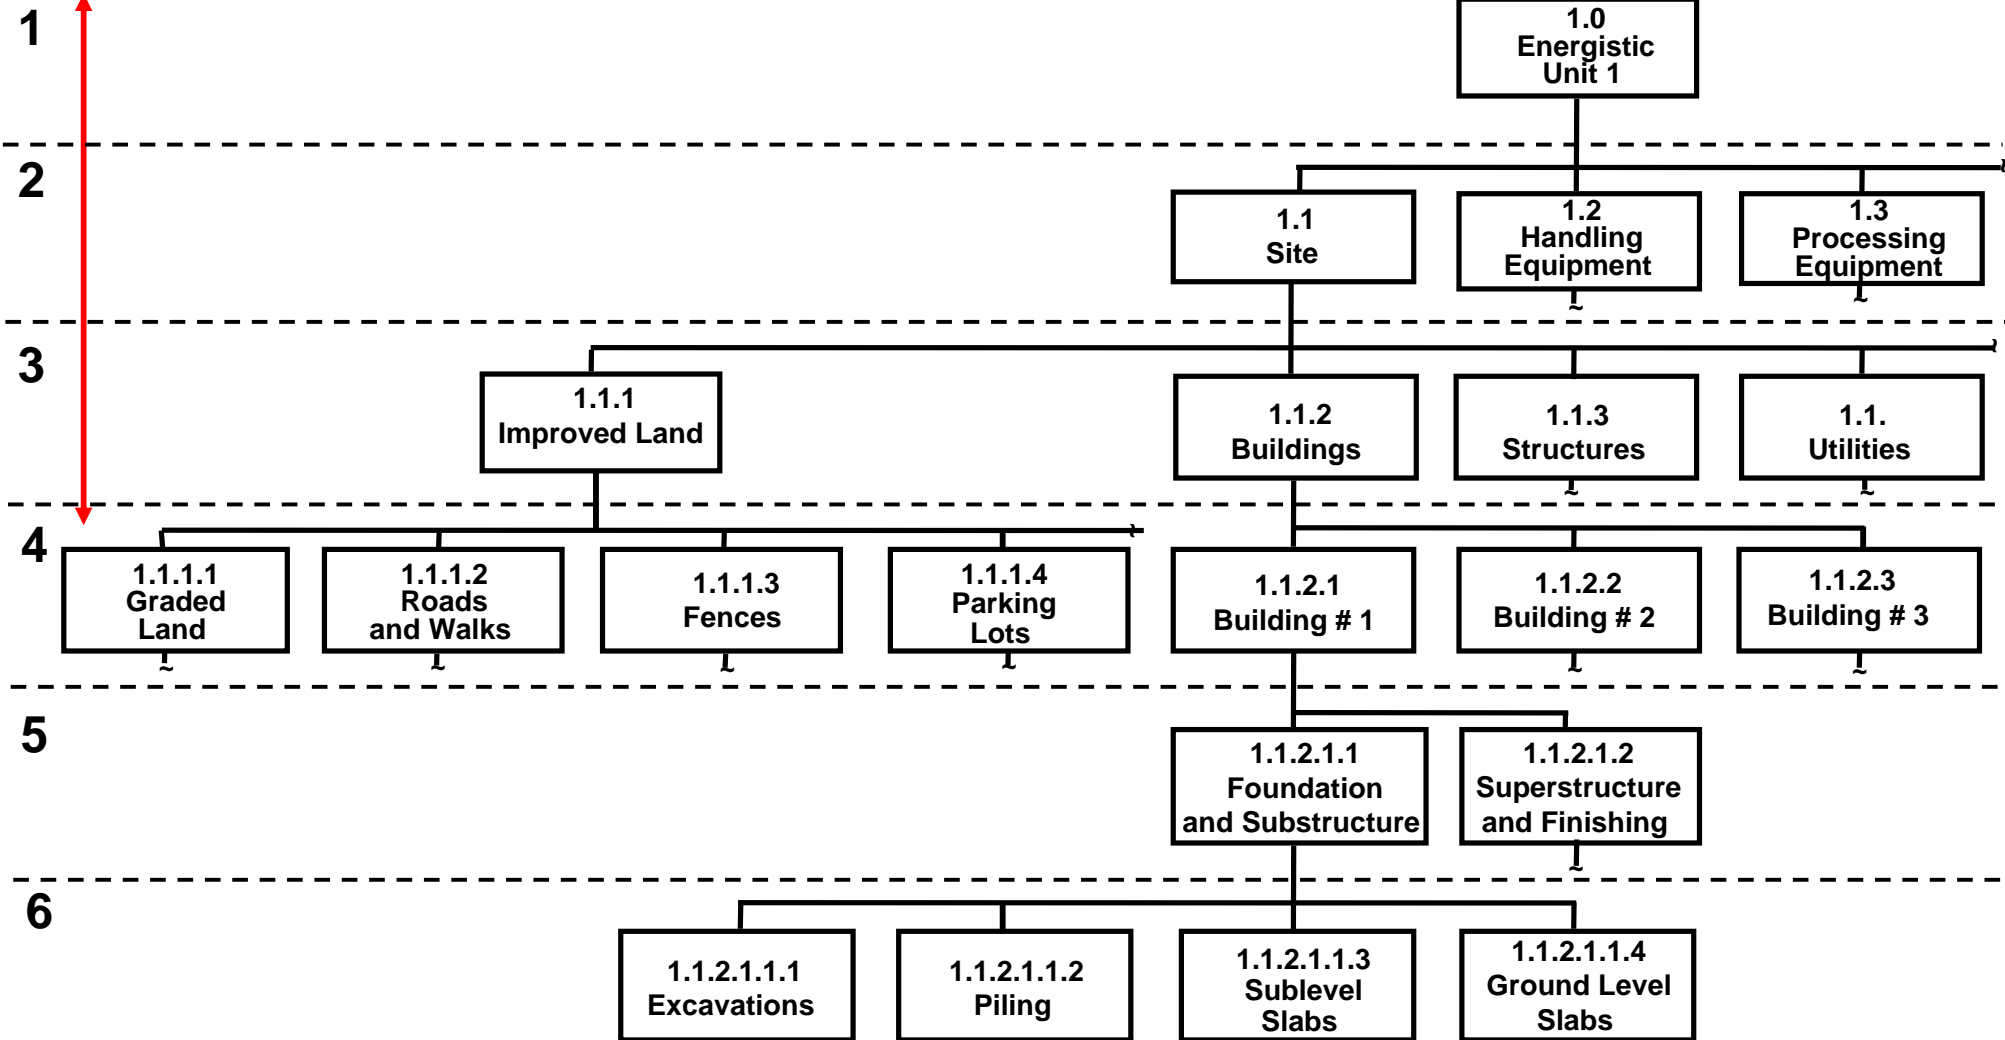 1
1.0
Energistic
Unit 1
2
1.1
Site
1.2
Handling
Equipment
1.3
Processing
Equipment
3
1.1.1
Improved Land
1.1.2
Buildings
1.1.3
Structures
1.1.
Utilities
4
1.1.1.1
Graded
Land
1.1.1.2
Roads
and Walks
1.1.1.3
Fences
1.1.1.4
Parking
Lots
1.1.2.1
Building # 1
1.1.2.2
Building # 2
1.1.2.3
Building # 3
5
1.1.2.1.1
Foundation
and Substructure
1.1.2.1.2
Superstructure
and Finishing
6
1.1.2.1.1.1
Excavations
1.1.2.1.1.2
Piling
1.1.2.1.1.3
Sublevel
Slabs
1.1.2.1.1.4
Ground Level
Slabs